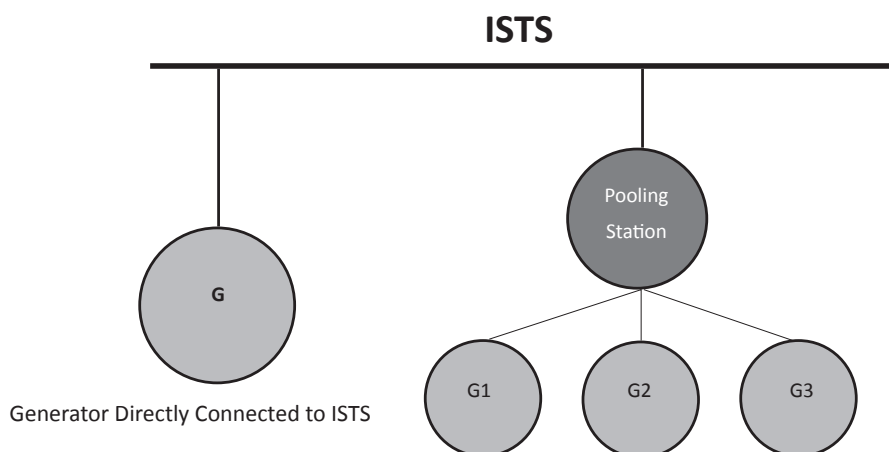 ISTS
Pooling
Station
G
G1
G2
G3
Generator Directly Connected to ISTS